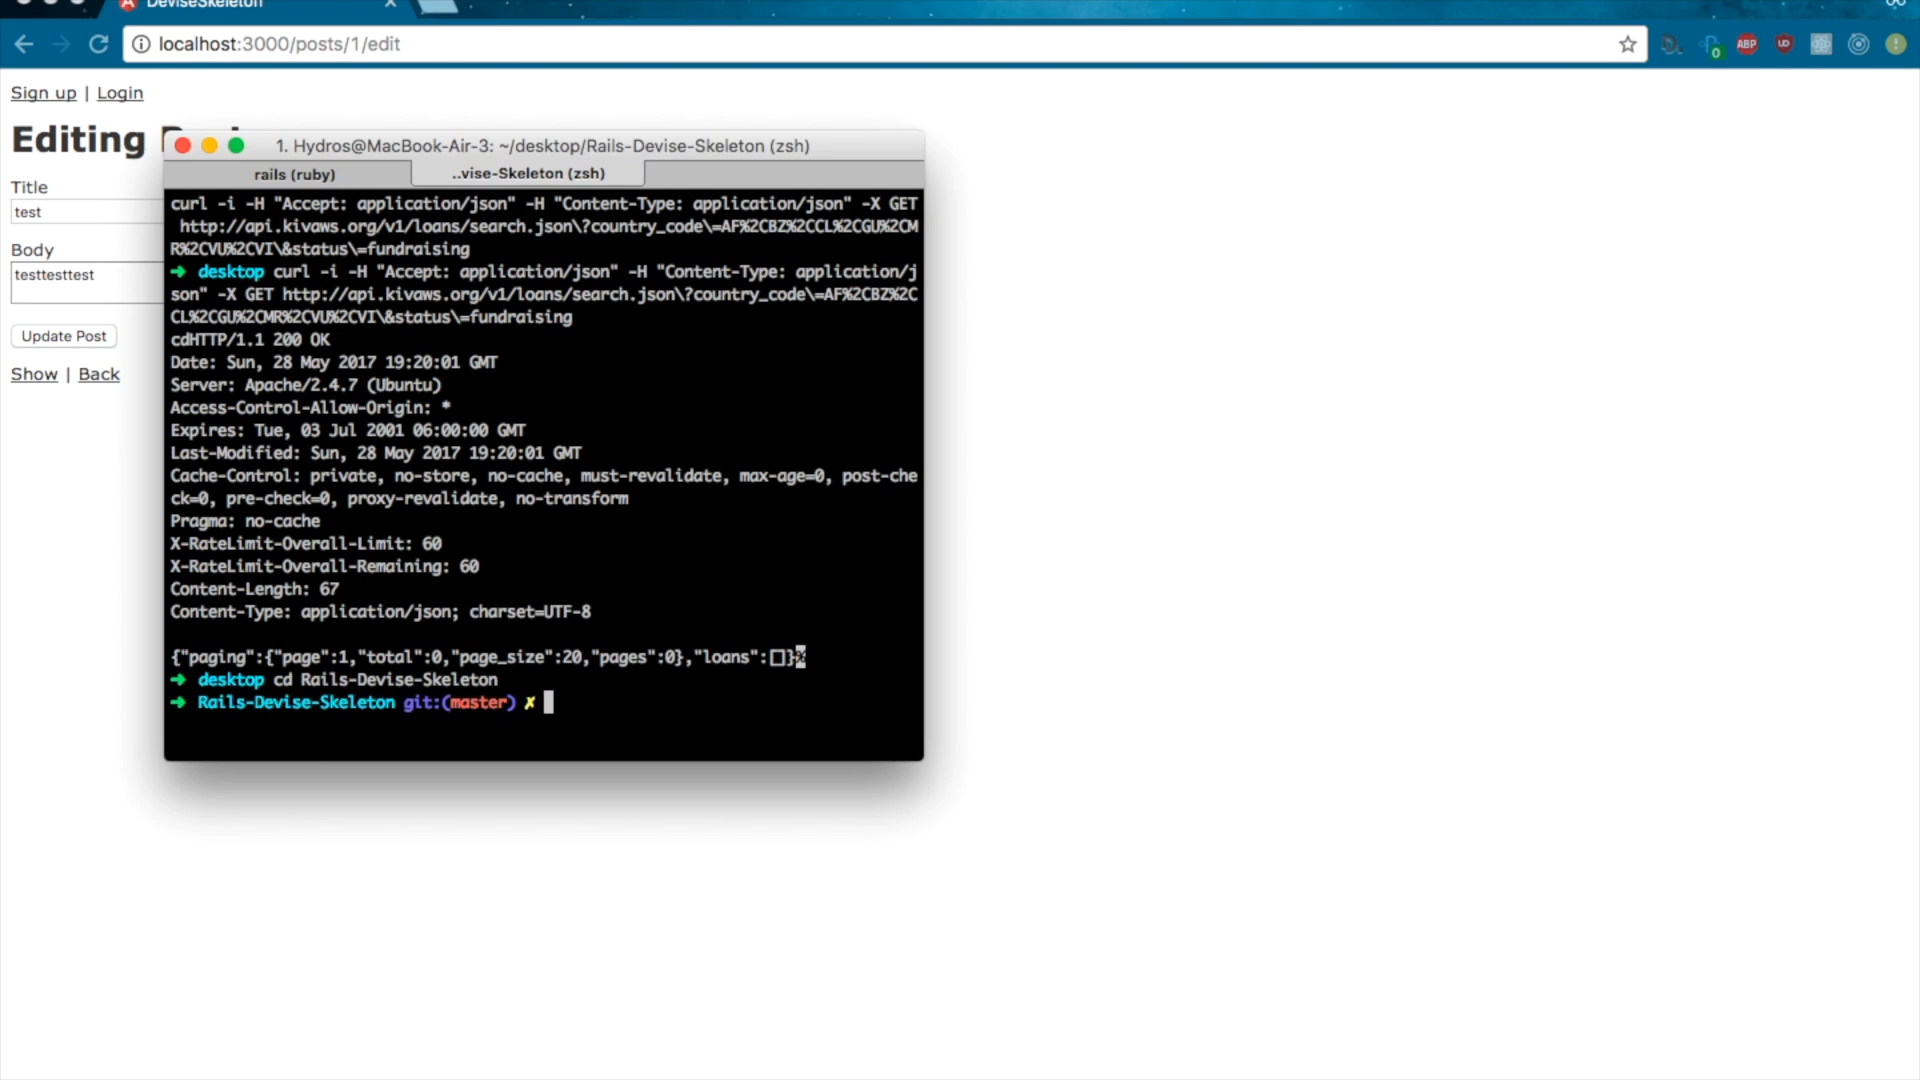 DeviseSkeleton
localhost:3000/posts/1/edit
ABP
UD
0
Sign up | Login
Editing
Title
test
Body
testtesttest
Update Post
Show | Back
1. Hydros@MacBook-Air-3: ~/desktop/Rails-Devise-Skeleton (zsh)
rails (ruby)
..vise-Skeleton (zsh)
curl -i -H "Accept: application/json" -H "Content-Type: application/json" -X GET
http://api.kivaws.org/v1/loans/search.json\?country_code\=AF%2CBZ%2CCL%2CGU%2CM
R%2CVU%2CVI\&status\=fundraising
➜ desktop curl -i -H "Accept: application/json" -H "Content-Type: application/j
son" -X GET http://api.kivaws.org/v1/loans/search.json\?country_code\=AF%2CBZ%2C
CL%2CGU%2CMR%2CVU%2CVI\&status\=fundraising
cdHTTP/1.1 200 OK
Date: Sun, 28 May 2017 19:20:01 GMT
Server: Apache/2.4.7 (Ubuntu)
Access-Control-Allow-Origin: *
Expires: Tue, 03 Jul 2001 06:00:00 GMT
Last-Modified: Sun, 28 May 2017 19:20:01 GMT
Cache-Control: private, no-store, no-cache, must-revalidate, max-age=0, post-che
ck=0, pre-check=0, proxy-revalidate, no-transform
Pragma: no-cache
X-RateLimit-Overall-Limit: 60
X-RateLimit-Overall-Remaining: 60
Content-Length: 67
Content-Type: application/json; charset=UTF-8
{"paging":{"page":1,"total":0,"page_size":20,"pages":0},"loans":[]}%
➜ desktop cd Rails-Devise-Skeleton
➜ Rails-Devise-Skeleton git:(master) ✗